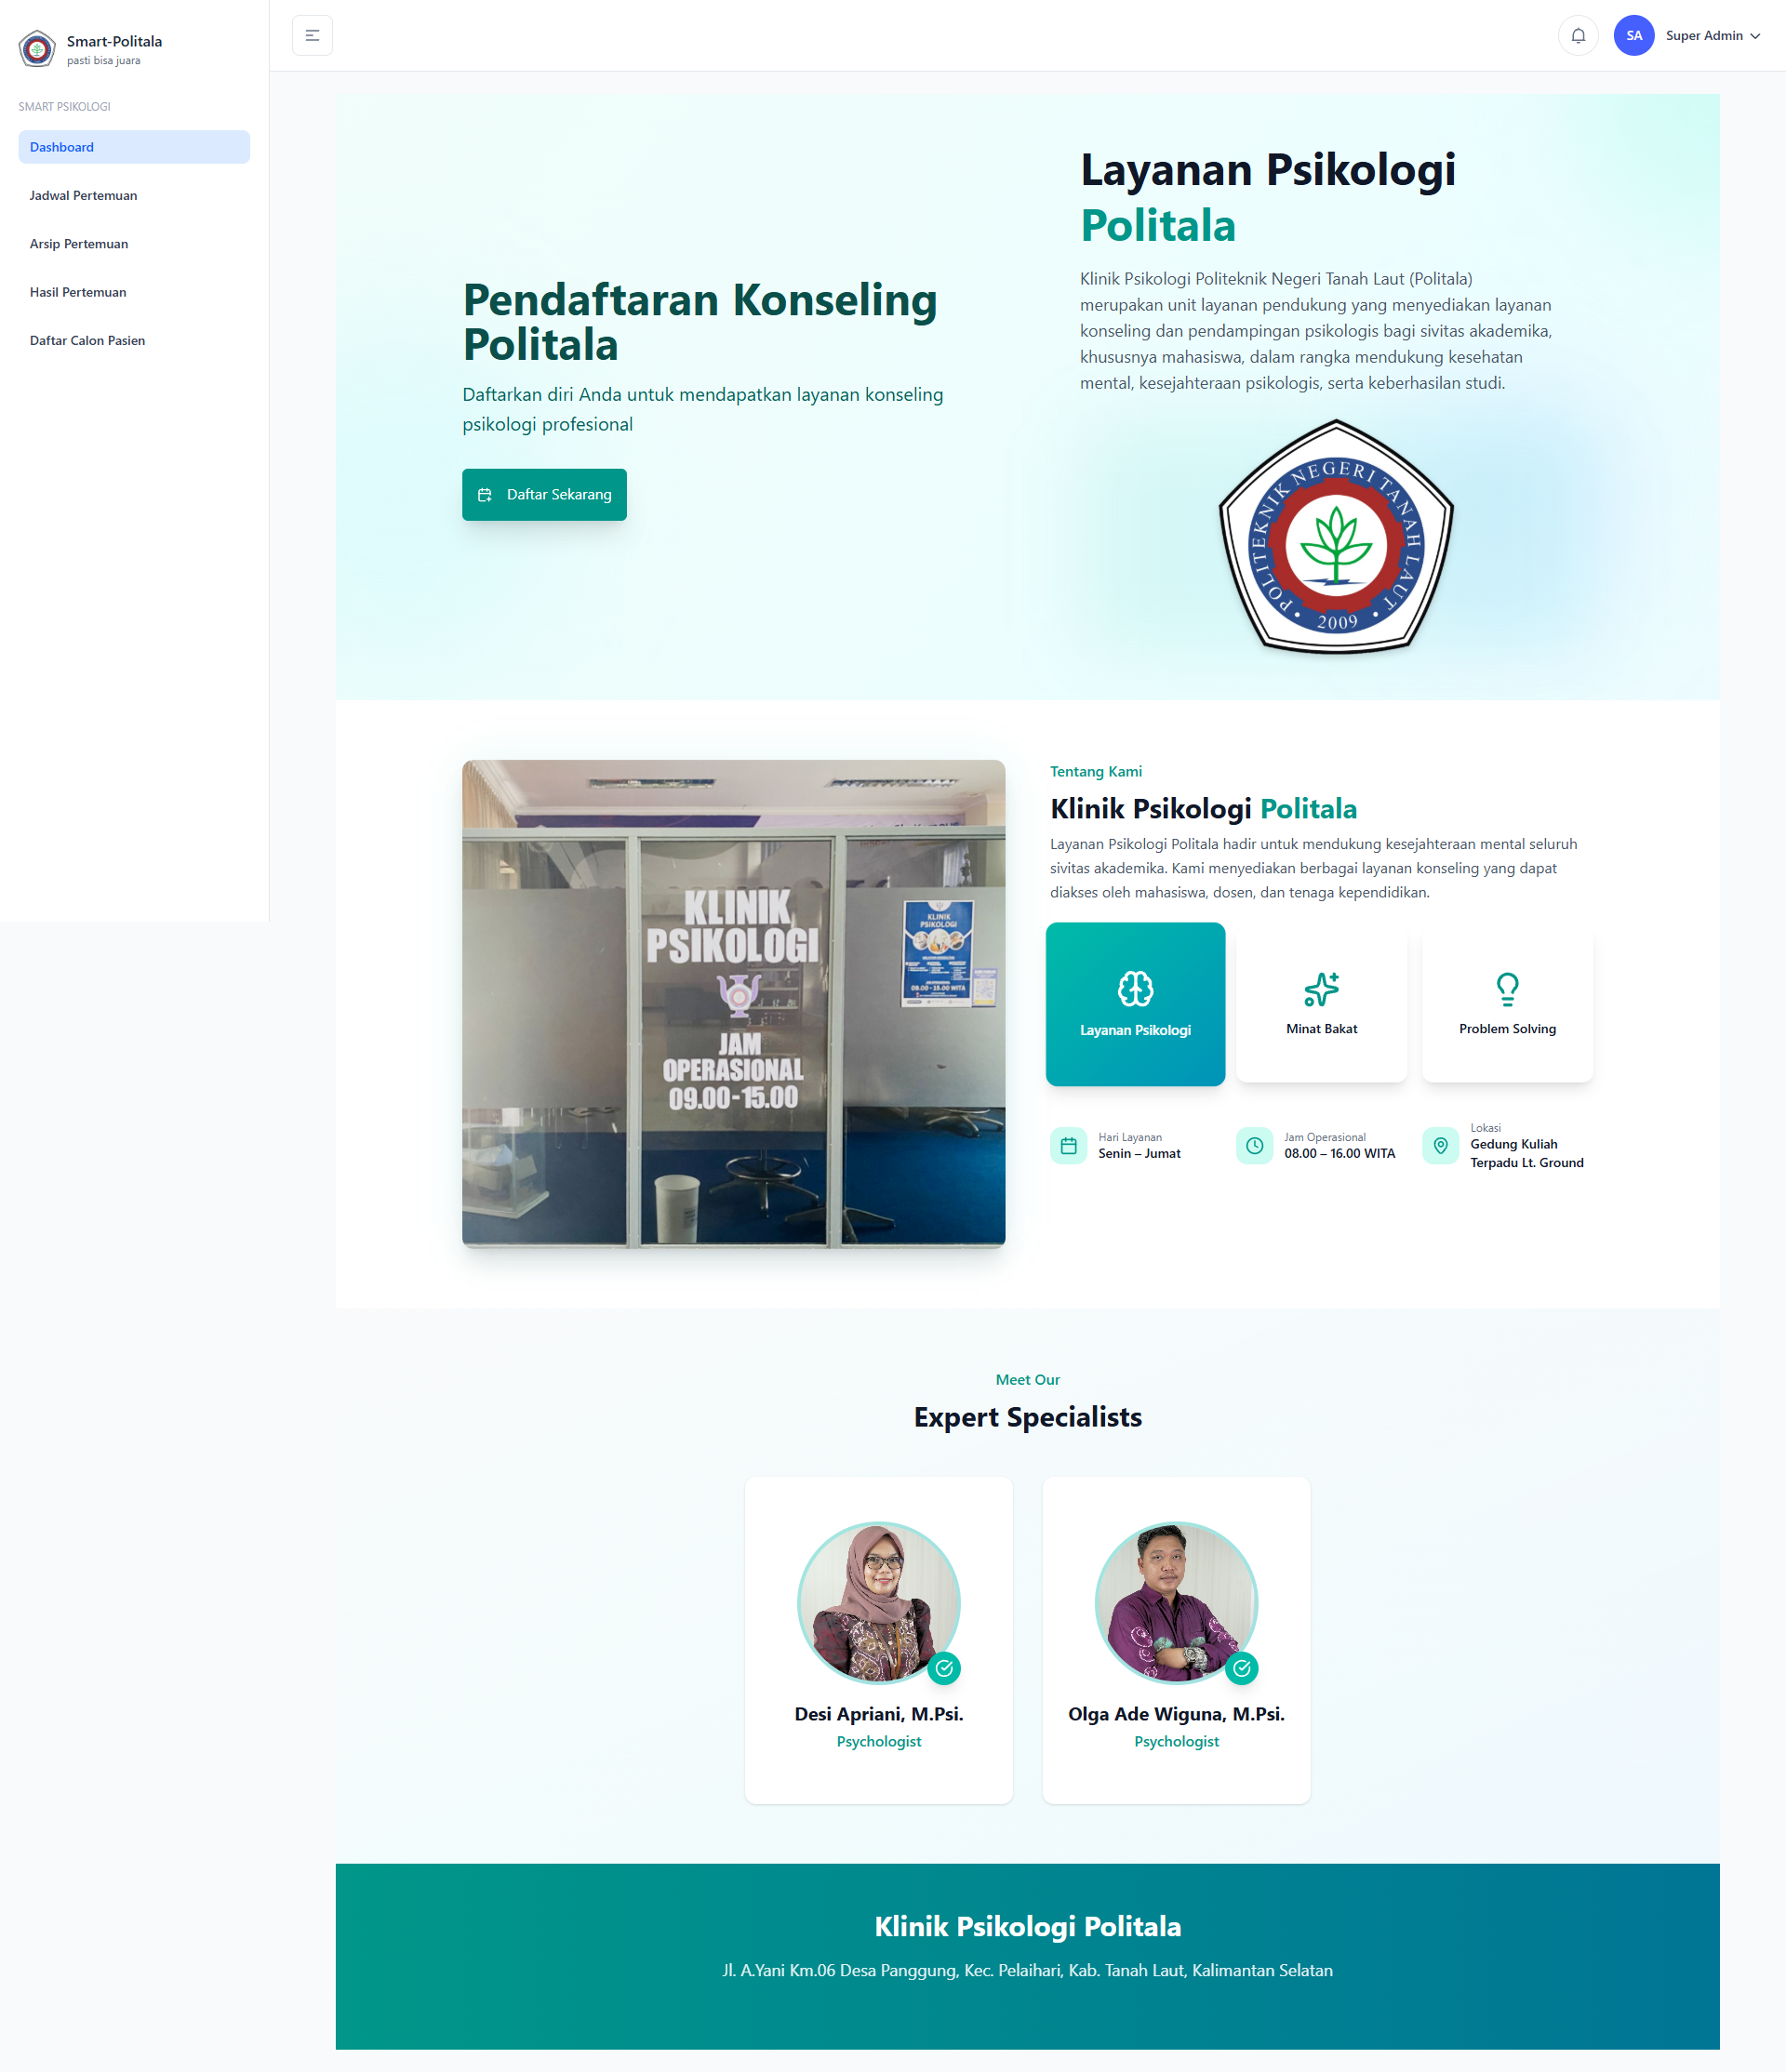 Smart-Politala
pasti bisa juara
SMART PSIKOLOGI
Dashboard
Jadwal Pertemuan
Arsip Pertemuan
Hasil Pertemuan
Daftar Calon Pasien
SA
Super Admin
Pendaftaran Konseling
Politala
Daftarkan diri Anda untuk mendapatkan layanan konseling
psikologi profesional
Daftar Sekarang
Layanan Psikologi
Politala
Klinik Psikologi Politeknik Negeri Tanah Laut (Politala)
merupakan unit layanan pendukung yang menyediakan layanan
konseling dan pendampingan psikologis bagi sivitas akademika,
khususnya mahasiswa, dalam rangka mendukung kesehatan
mental, kesejahteraan psikologis, serta keberhasilan studi.
POLITEKNIK NEGERI TANAH LAUT
2009
KLINIK
PSIKOLOGI
JAM
OPERASIONAL
09.00-15.00
KLINIK
PSIKOLOGI
08.00-15.00 WITA
Tentang Kami
Klinik Psikologi Politala
Layanan Psikologi Politala hadir untuk mendukung kesejahteraan mental seluruh
sivitas akademika. Kami menyediakan berbagai layanan konseling yang dapat
diakses oleh mahasiswa, dosen, dan tenaga kependidikan.
Layanan Psikologi
Minat Bakat
Problem Solving
Hari Layanan
Senin – Jumat
Jam Operasional
08.00 – 16.00 WITA
Lokasi
Gedung Kuliah
Terpadu Lt. Ground
Meet Our
Expert Specialists
Desi Apriani, M.Psi.
Psychologist
Olga Ade Wiguna, M.Psi.
Psychologist
Klinik Psikologi Politala
Jl. A.Yani Km.06 Desa Panggung, Kec. Pelaihari, Kab. Tanah Laut, Kalimantan Selatan